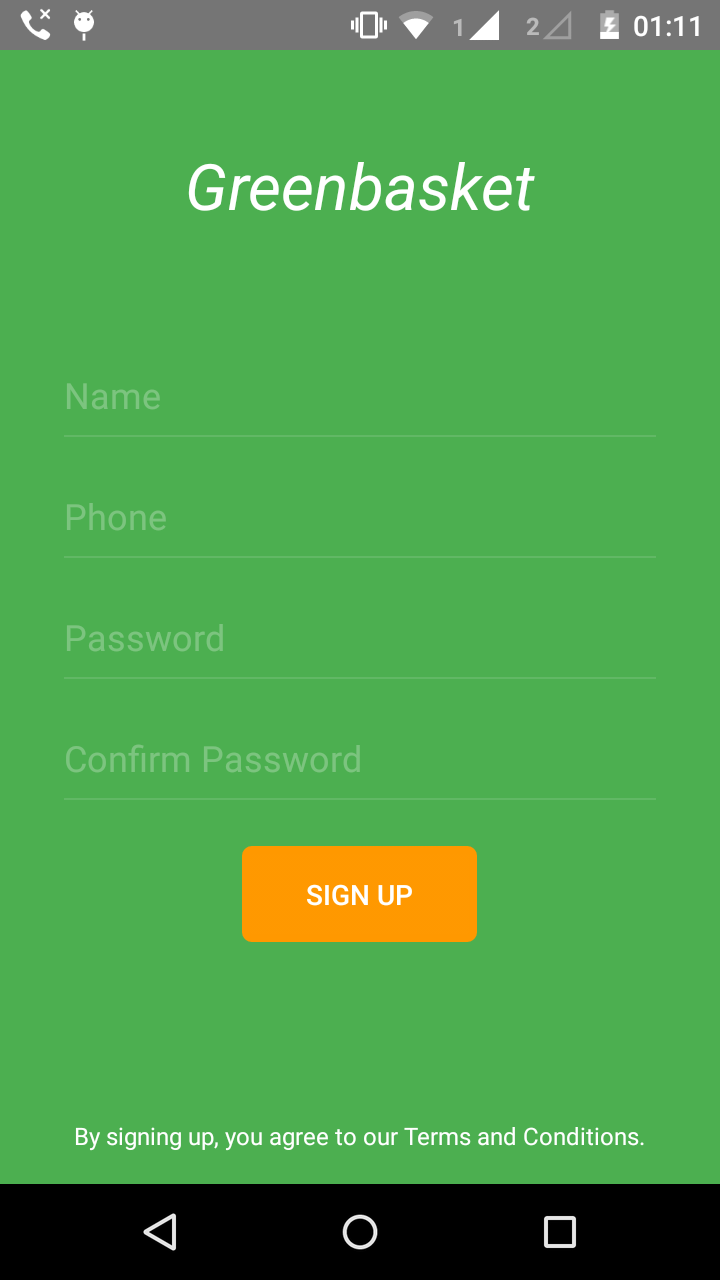 1 2 01:11
Greenbasket
Name
Phone
Password
Confirm Password
SIGN UP
By signing up, you agree to our Terms and Conditions.